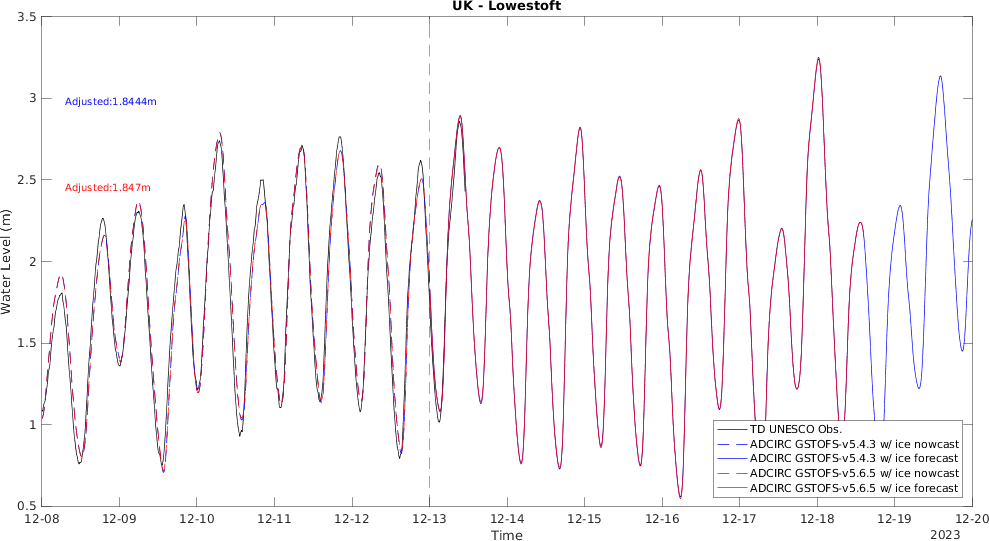 UK - Lowestoft
3.5
3
2.5
2
1.5
1
0.5
Water Level (m)
Adjusted:1.8444m
Adjusted:1.847m
TD UNESCO Obs.
ADCIRC GSTOFS-v5.4.3 w/ ice nowcast
ADCIRC GSTOFS-v5.4.3 w/ ice forecast
ADCIRC GSTOFS-v5.6.5 w/ ice nowcast
ADCIRC GSTOFS-v5.6.5 w/ ice forecast
12-08 12-09 12-10 12-11 12-12 12-13 12-14 12-15 12-16 12-17 12-18 12-19 12-20
Time
2023